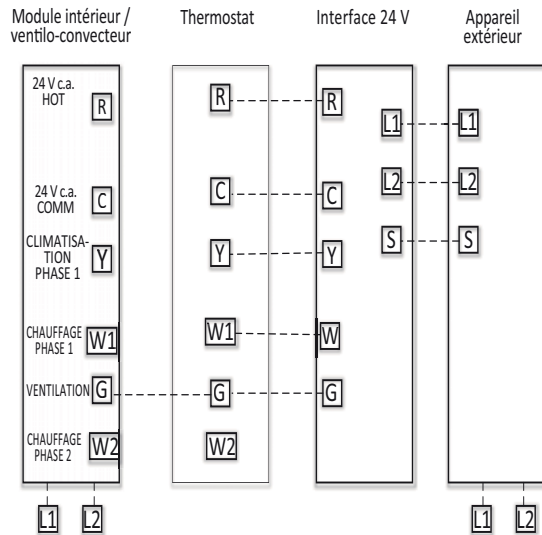 Module intérieur /
ventilo-convecteur
Thermostat
Interface 24 V
Appareil
extérieur
24 V c.a.
HOT
R
R
R
L1
L1
24 V c.a.
COMM
C
C
C
L2
L2
CLIMATISA-
TION
PHASE 1
Y
Y
Y
S
S
CHAUFFAGE
PHASE 1
W1
W1
W
VENTILATION
G
G
G
CHAUFFAGE
PHASE 2
W2
W2
L1
L2
L1
L2